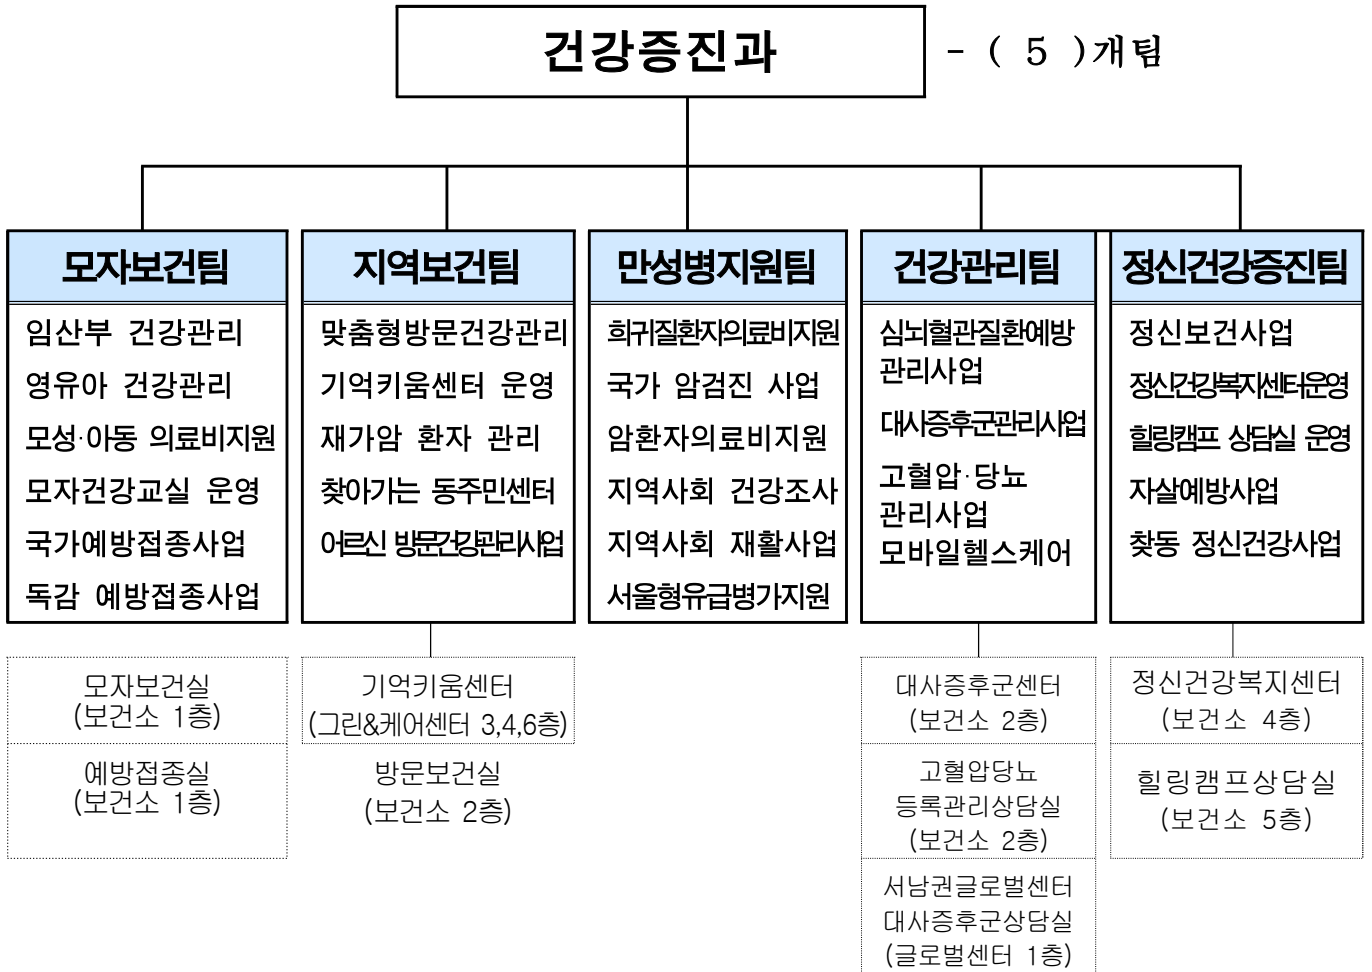 건강증진과
- ( 5 )개팀
모자보건팀
임산부 건강관리
영유아 건강관리
모성·아동 의료비지원
모자건강교실 운영
국가예방접종사업
독감 예방접종사업
모자보건실
(보건소 1층)
예방접종실
(보건소 1층)
지역보건팀
맞춤형방문건강관리
기억키움센터 운영
재가암 환자 관리
찾아가는 동주민센터
어르신 방문건강관리사업
기억키움센터
(그린&케어센터 3,4,6층)
방문보건실
(보건소 2층)
만성병지원팀
희귀질환자의료비지원
국가 암검진 사업
암환자의료비지원
지역사회 건강조사
지역사회 재활사업
서울형유급병가지원
건강관리팀
심뇌혈관질환예방
관리사업
대사증후군관리사업
고혈압·당뇨
관리사업
모바일헬스케어
대사증후군센터
(보건소 2층)
고혈압당뇨
등록관리상담실
(보건소 2층)
서남권글로벌센터
대사증후군상담실
(글로벌센터 1층)
정신건강증진팀
정신보건사업
정신건강복지센터운영
힐링캠프 상담실 운영
자살예방사업
찾동 정신건강사업
정신건강복지센터
(보건소 4층)
힐링캠프상담실
(보건소 5층)